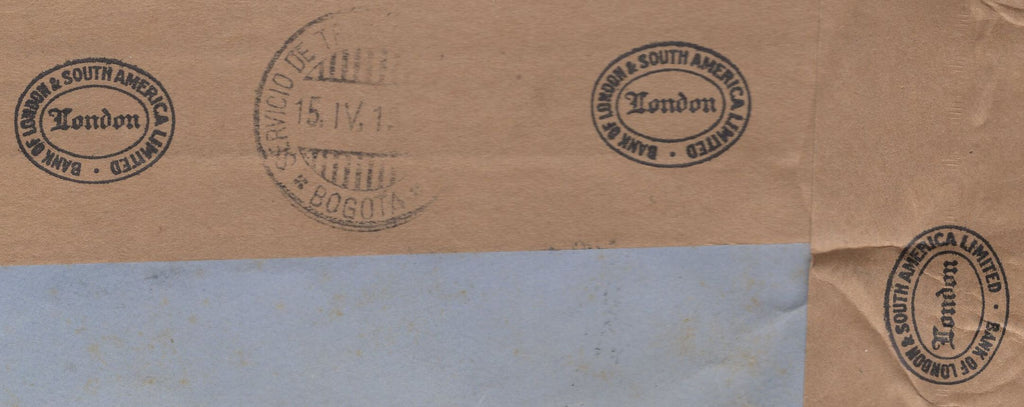 BANK OF LONDON & SOUTH AMERICA LIMITED ·
London
SERVICIO DE
15. IV. 1
* BOGOTA *
BANK OF LONDON & SOUTH AMERICA LIMITED ·
London
BANK OF LONDON & SOUTH AMERICA LIMITED ·
London